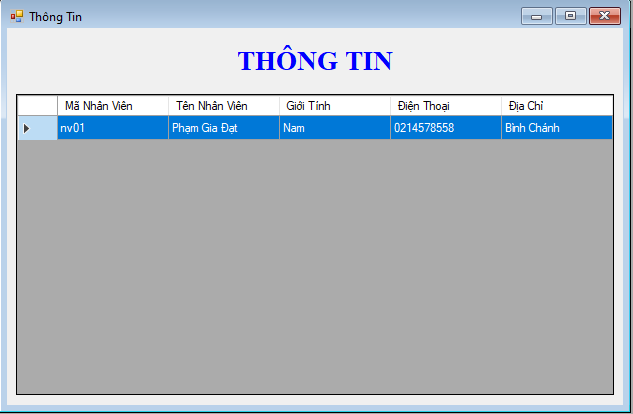 Thông Tin
THÔNG TIN
Mã Nhân Viên Tên Nhân Viên Giới Tính Điện Thoại Địa Chỉ
nv01 Phạm Gia Đạt Nam 0214578558 Bình Chánh